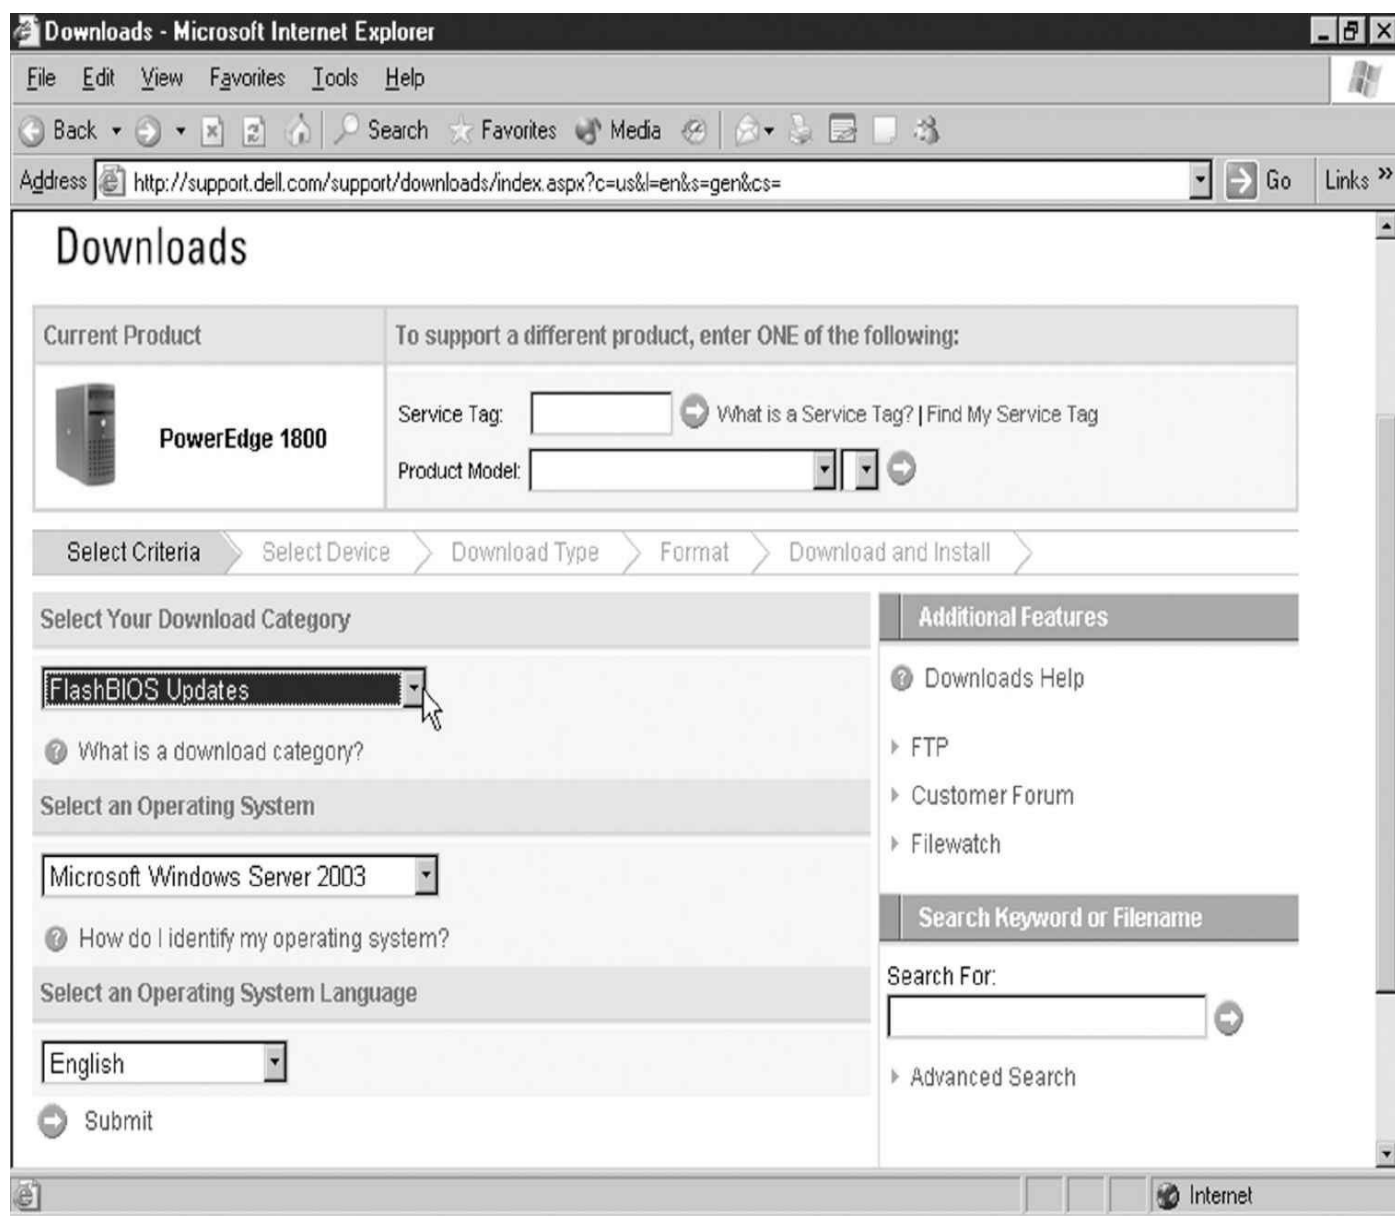 Downloads - Microsoft Internet Explorer
File Edit View Favorites Tools Help
Back Search Favorites Media
Address http://support.dell.com/support/downloads/index.aspx?c=us&l=en&s=gen&cs= Go Links »
Downloads
Current Product
To support a different product, enter ONE of the following:
PowerEdge 1800
Service Tag: What is a Service Tag? | Find My Service Tag
Product Model:
Select Criteria Select Device Download Type Format Download and Install
Select Your Download Category
FlashBIOS Updates
What is a download category?
Select an Operating System
Microsoft Windows Server 2003
How do I identify my operating system?
Select an Operating System Language
English
Submit
Additional Features
Downloads Help
FTP
Customer Forum
Filewatch
Search Keyword or Filename
Search For:
Advanced Search
Internet